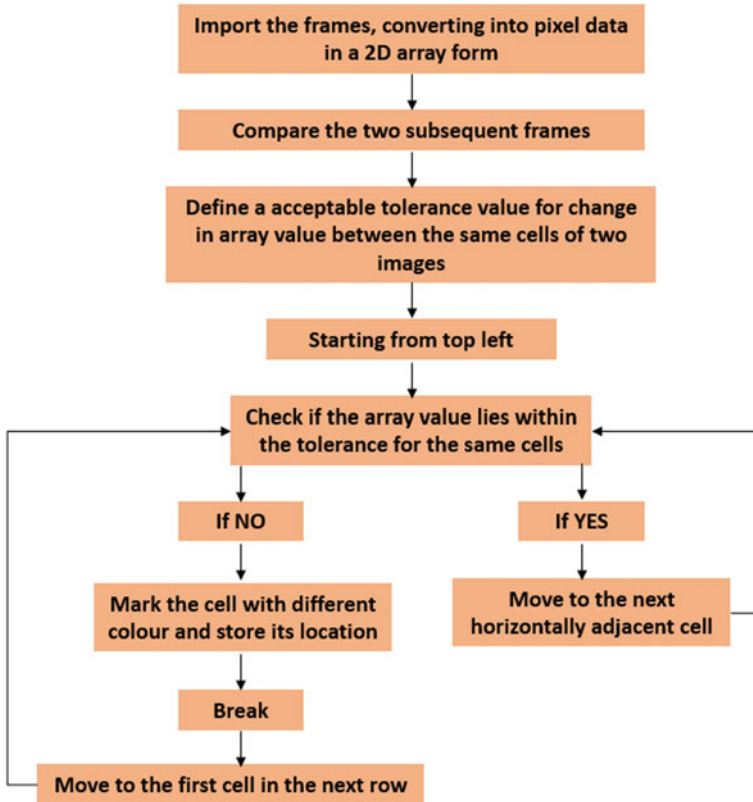 Import the frames, converting into pixel data
in a 2D array form
Compare the two subsequent frames
Define a acceptable tolerance value for change
in array value between the same cells of two
images
Starting from top left
Check if the array value lies within
the tolerance for the same cells
If NO
If YES
Mark the cell with different
colour and store its location
Move to the next
horizontally adjacent cell
Break
Move to the first cell in the next row